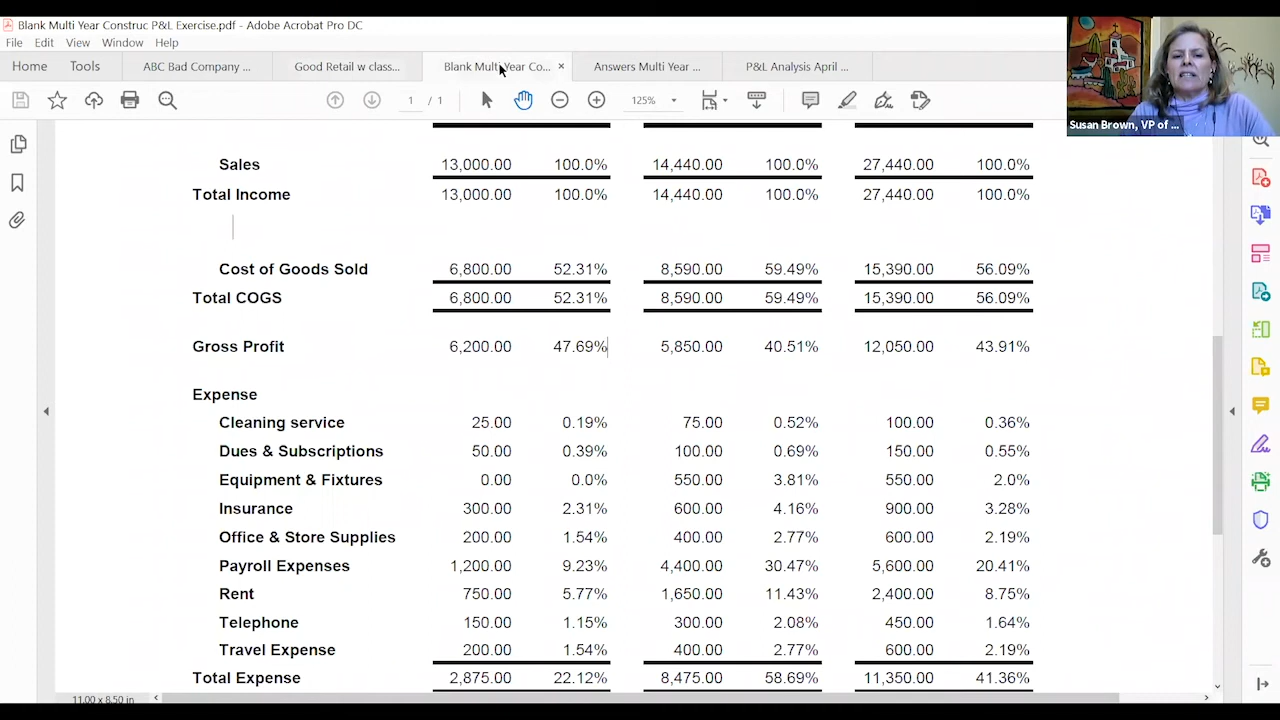 Blank Multi Year Construc P&L Exercise.pdf - Adobe Acrobat Pro DC
File Edit View Window Help
Home Tools ABC Bad Company ... Good Retail w class... Blank Multi Year Co... × Answers Multi Year ... P&L Analysis April ...
1 / 1 125%
Susan Brown, VP of ...
Sales 13,000.00 100.0% 14,440.00 100.0% 27,440.00 100.0%
Total Income 13,000.00 100.0% 14,440.00 100.0% 27,440.00 100.0%
Cost of Goods Sold 6,800.00 52.31% 8,590.00 59.49% 15,390.00 56.09%
Total COGS 6,800.00 52.31% 8,590.00 59.49% 15,390.00 56.09%
Gross Profit 6,200.00 47.69% 5,850.00 40.51% 12,050.00 43.91%
Expense
Cleaning service 25.00 0.19% 75.00 0.52% 100.00 0.36%
Dues & Subscriptions 50.00 0.39% 100.00 0.69% 150.00 0.55%
Equipment & Fixtures 0.00 0.0% 550.00 3.81% 550.00 2.0%
Insurance 300.00 2.31% 600.00 4.16% 900.00 3.28%
Office & Store Supplies 200.00 1.54% 400.00 2.77% 600.00 2.19%
Payroll Expenses 1,200.00 9.23% 4,400.00 30.47% 5,600.00 20.41%
Rent 750.00 5.77% 1,650.00 11.43% 2,400.00 8.75%
Telephone 150.00 1.15% 300.00 2.08% 450.00 1.64%
Travel Expense 200.00 1.54% 400.00 2.77% 600.00 2.19%
Total Expense 2,875.00 22.12% 8,475.00 58.69% 11,350.00 41.36%
11.00 x 8.50 in